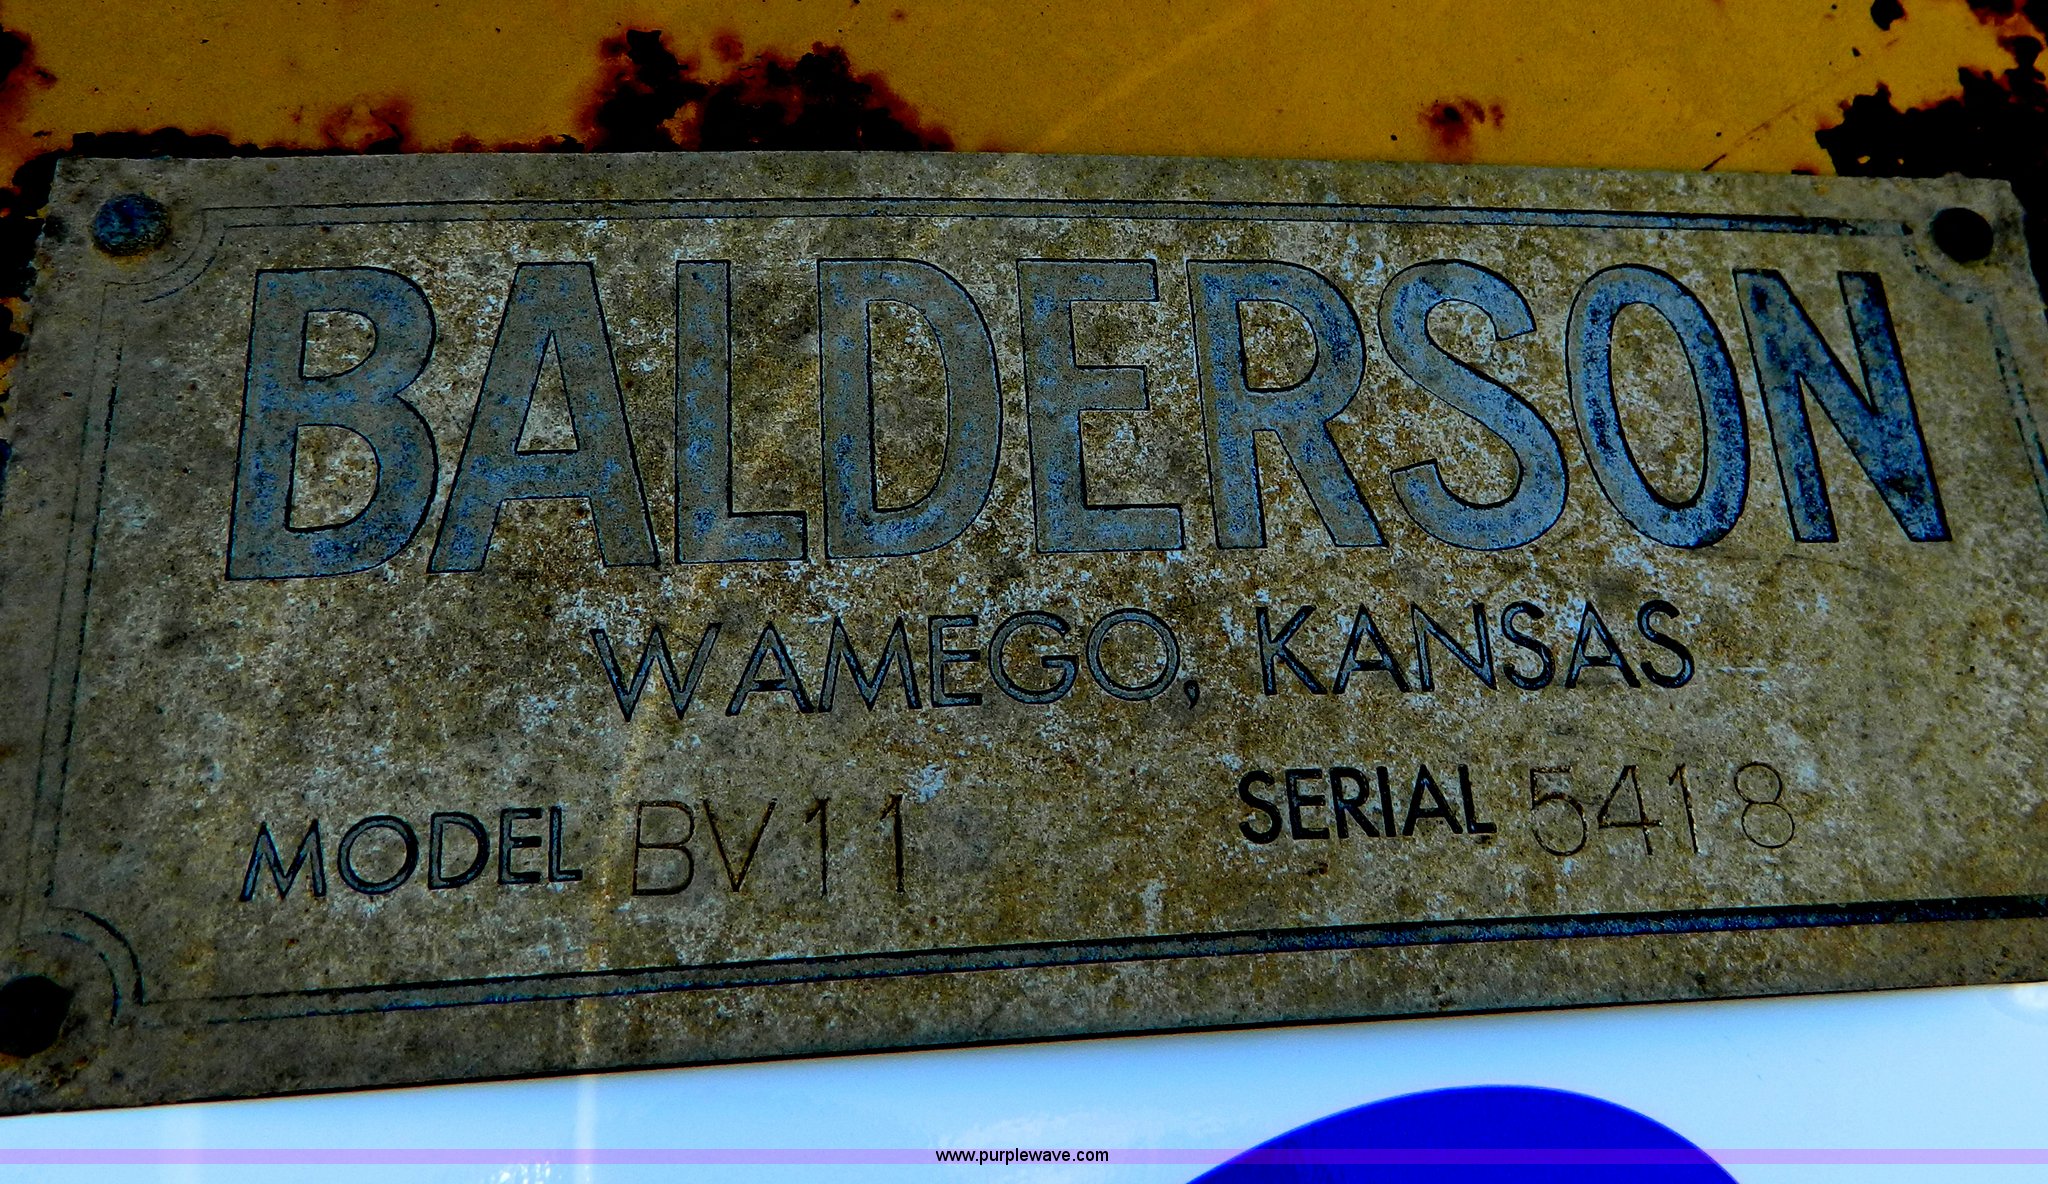 BALDERSON
WAMEGO, KANSAS
MODEL BV11 SERIAL 5418
www.purplewave.com